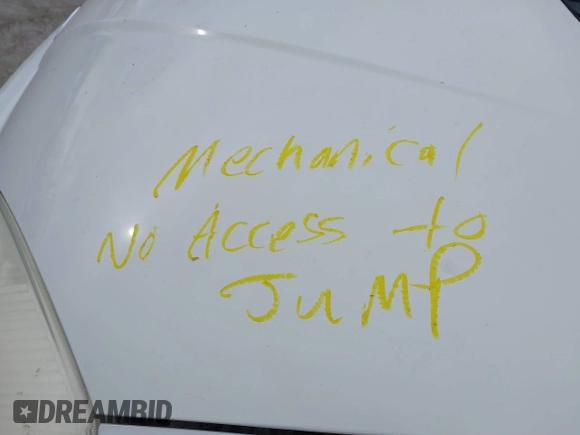 Mechanical
No Access to
JUMP
DREAMBID